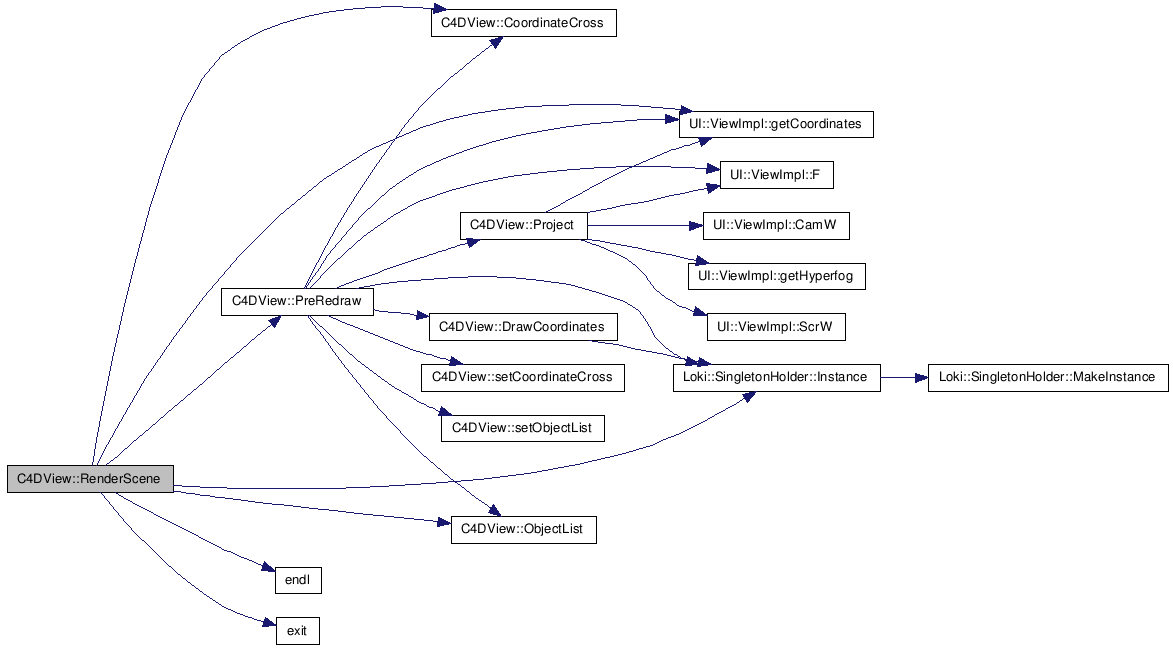 C4DView::CoordinateCross
UI::ViewImpl::getCoordinates
UI::ViewImpl::F
C4DView::Project
UI::ViewImpl::CamW
UI::ViewImpl::getHyperfog
C4DView::PreRedraw
C4DView::DrawCoordinates
UI::ViewImpl::ScrW
C4DView::setCoordinateCross
Loki::SingletonHolder::Instance
Loki::SingletonHolder::MakeInstance
C4DView::setObjectList
C4DView::RenderScene
C4DView::ObjectList
endl
exit